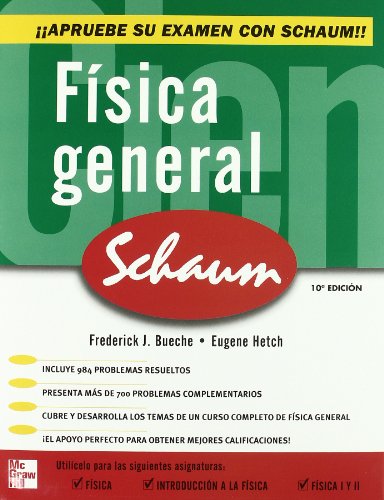 ¡¡APRUEBE SU EXAMEN CON SCHAUM!!
Física
general
Schaum
10ª EDICIÓN
Frederick J. Bueche • Eugene Hetch
INCLUYE 984 PROBLEMAS RESUELTOS
PRESENTA MÁS DE 700 PROBLEMAS COMPLEMENTARIOS
CUBRE Y DESARROLLA LOS TEMAS DE UN CURSO COMPLETO DE FÍSICA GENERAL
¡EL APOYO PERFECTO PARA OBTENER MEJORES CALIFICACIONES!
Mc
Graw
Hill
Utilícelo para las siguientes asignaturas:
FÍSICA INTRODUCCIÓN A LA FÍSICA FÍSICA I Y II